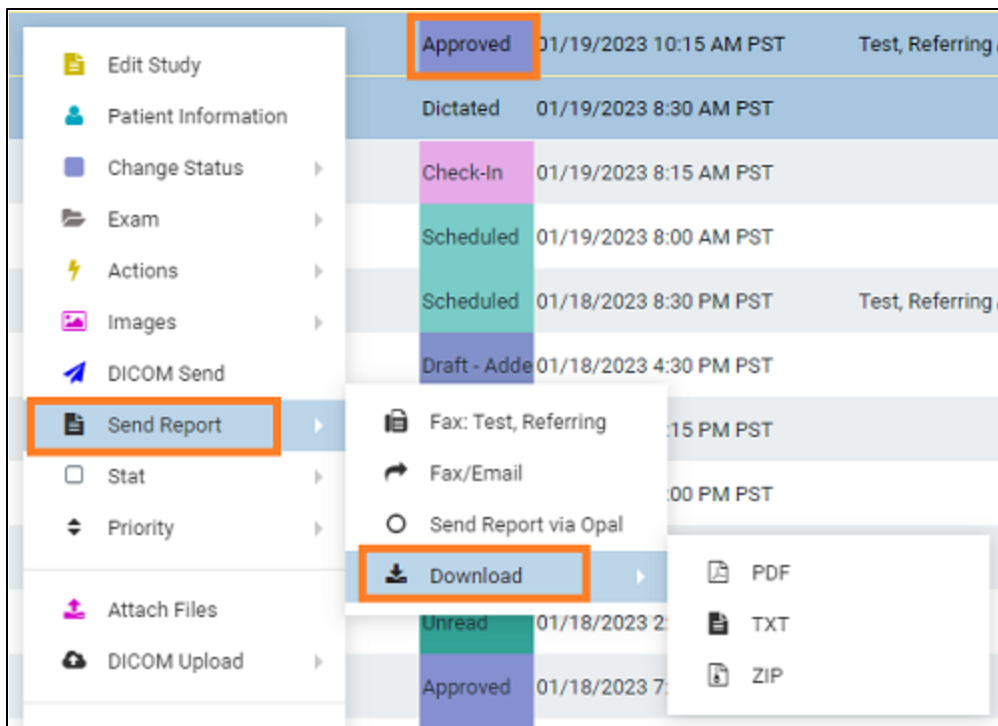 Edit Study
Patient Information
Change Status
Exam
Actions
Images
DICOM Send
Send Report
Stat
Priority
Attach Files
DICOM Upload
Fax: Test, Referring
Fax/Email
Send Report via Opal
Download
PDF
TXT
ZIP
Approved 01/19/2023 10:15 AM PST Test, Referring
Dictated 01/19/2023 8:30 AM PST
Check-In 01/19/2023 8:15 AM PST
Scheduled 01/19/2023 8:00 AM PST
Scheduled 01/18/2023 8:30 PM PST Test, Referring
Draft - Adde 01/18/2023 4:30 PM PST
:15 PM PST
:00 PM PST
Unread 01/18/2023 2:
Approved 01/18/2023 7: